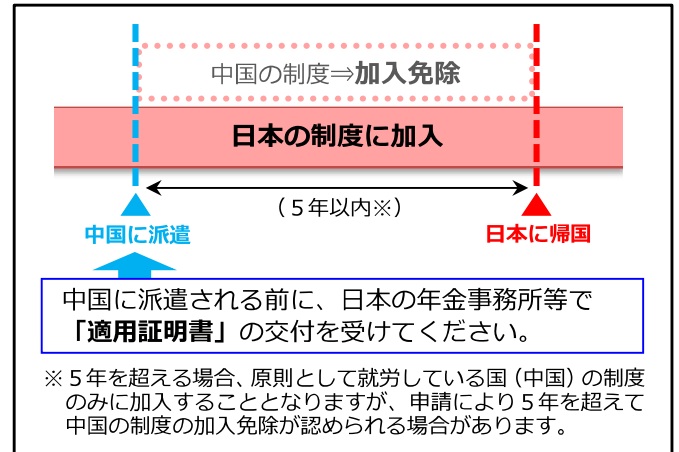 中国の制度⇒加入免除
日本の制度に加入
（５年以内※）
中国に派遣
日本に帰国
中国に派遣される前に、日本の年金事務所等で
「適用証明書」の交付を受けてください。
※５年を超える場合、原則として就労している国（中国）の制度
のみに加入することとなりますが、申請により５年を超えて
中国の制度の加入免除が認められる場合があります。